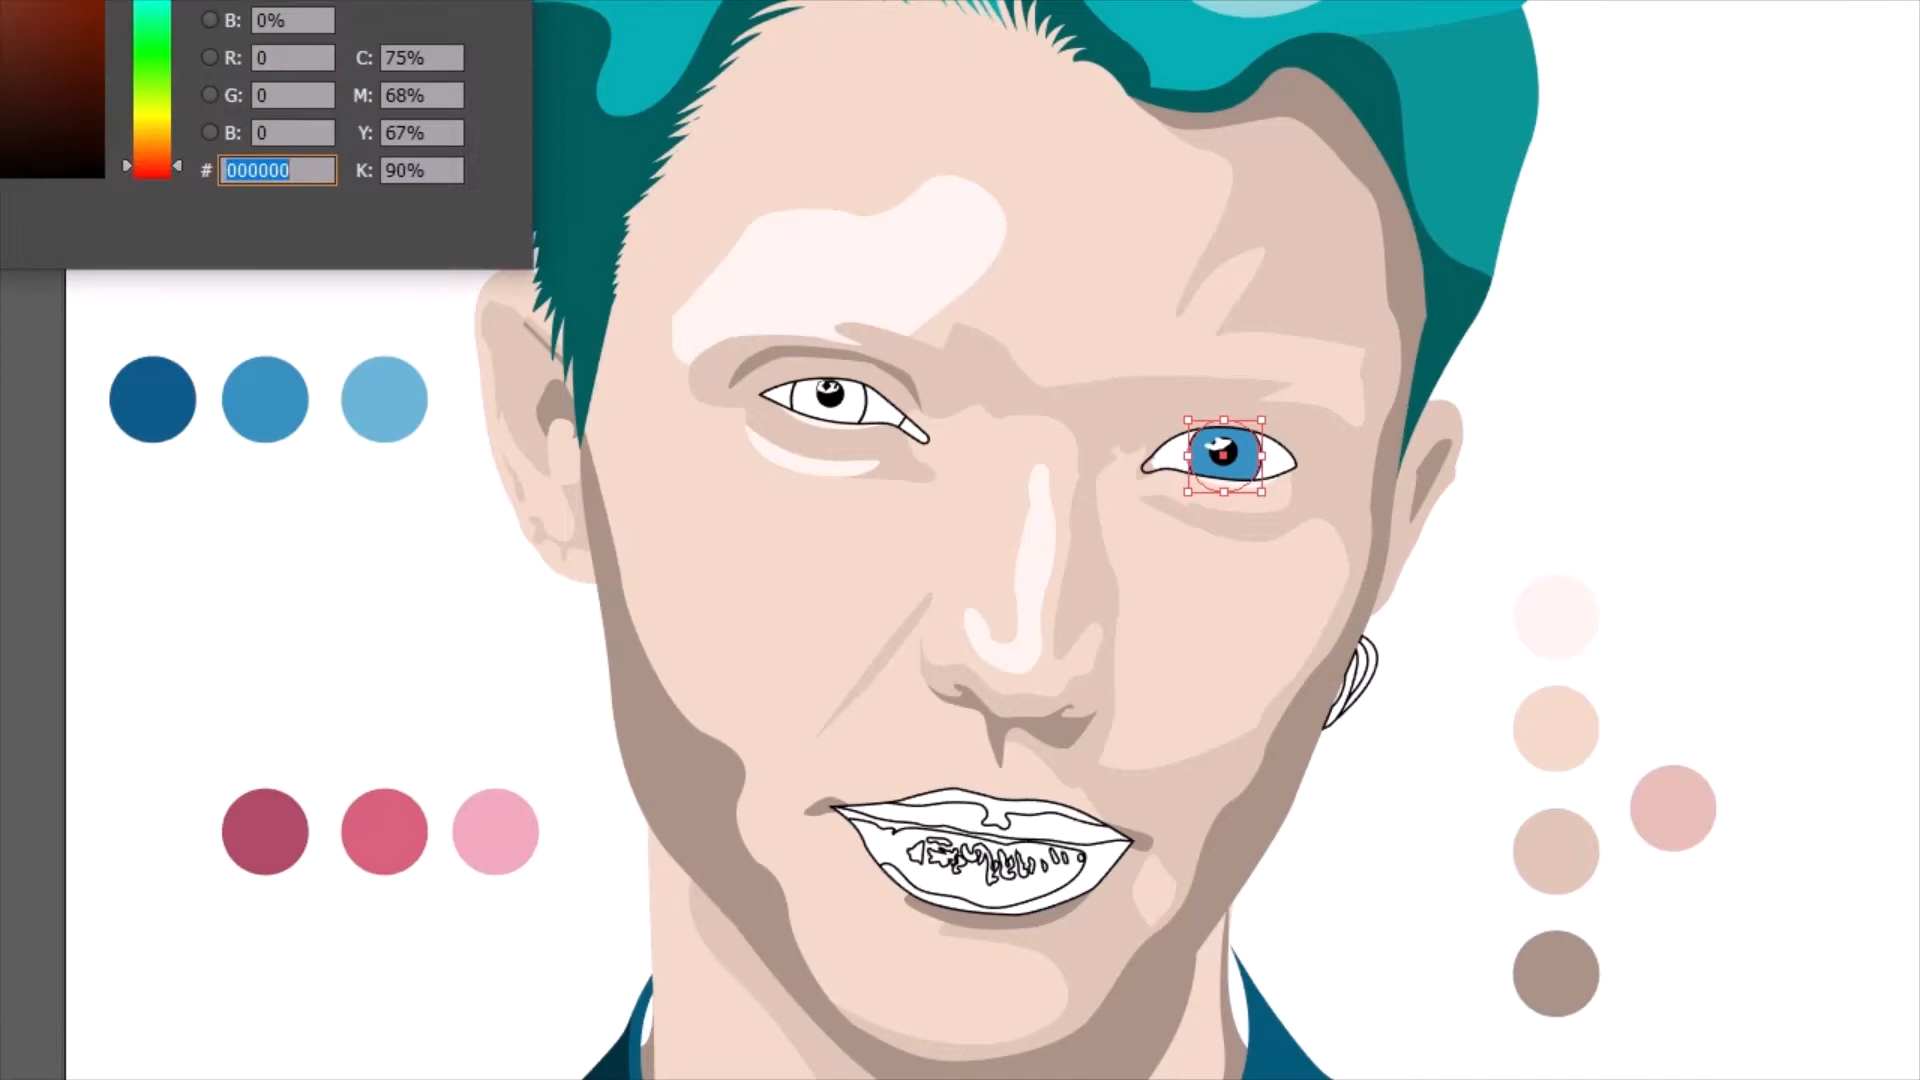 B: 0%
R: 0 C: 75%
G: 0 M: 68%
B: 0 Y: 67%
# 000000 K: 90%